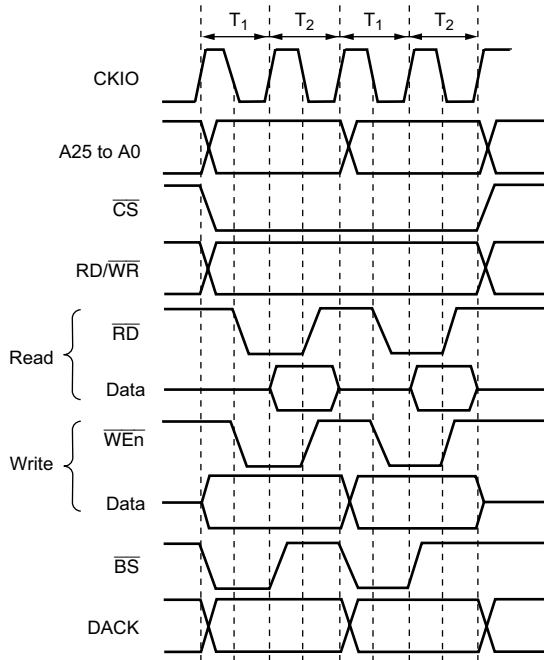 T1 T2 T1 T2
CKIO
A25 to A0
CS
RD/WR
Read
RD
Data
Write
WEn
Data
BS
DACK